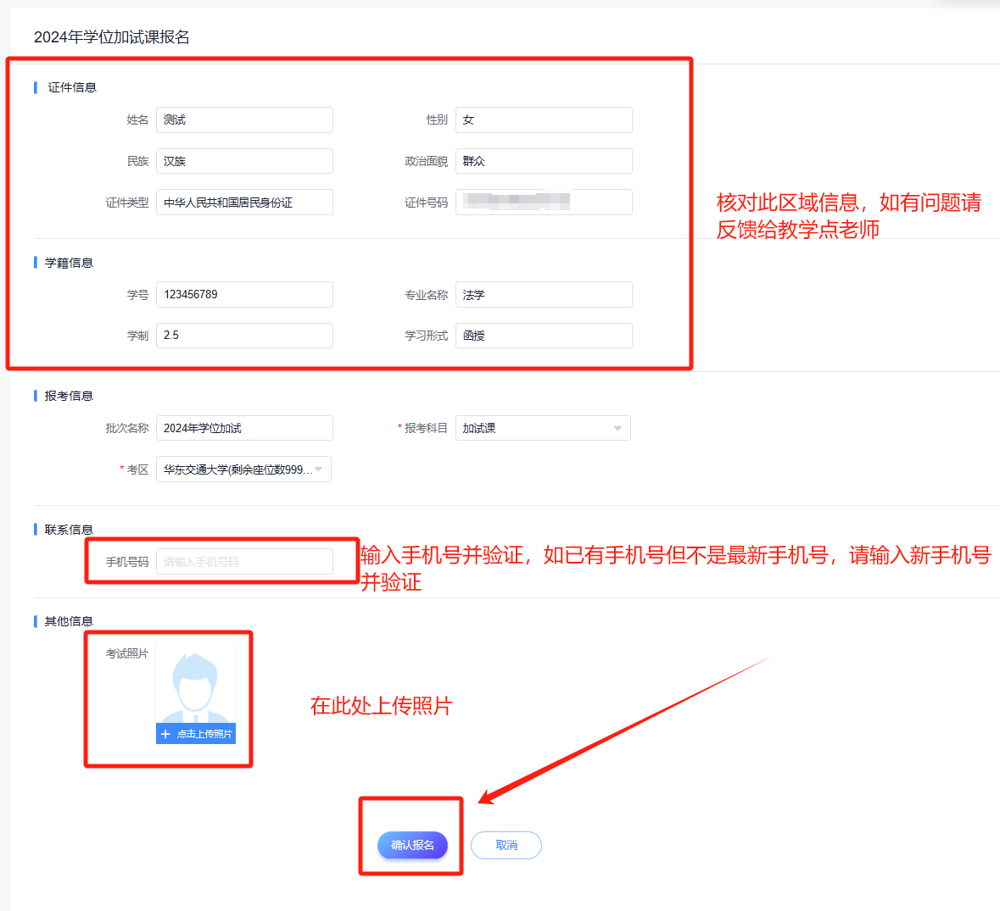 2024年学位加试课报名
证件信息
姓名 测试 性别 女
民族 汉族 政治面貌 群众
证件类型 中华人民共和国居民身份证 证件号码
核对此区域信息，如有问题请
反馈给教学点老师
学籍信息
学号 123456789 专业名称 法学
学制 2.5 学习形式 函授
报考信息
批次名称 2024年学位加试 * 报考科目 加试课
* 考区 华东交通大学(剩余座位数999...
联系信息
手机号码 请输入手机号码
输入手机号并验证，如已有手机号但不是最新手机号，请输入新手机号
并验证
其他信息
考试照片
+ 点击上传照片
在此处上传照片
确认报名 取消